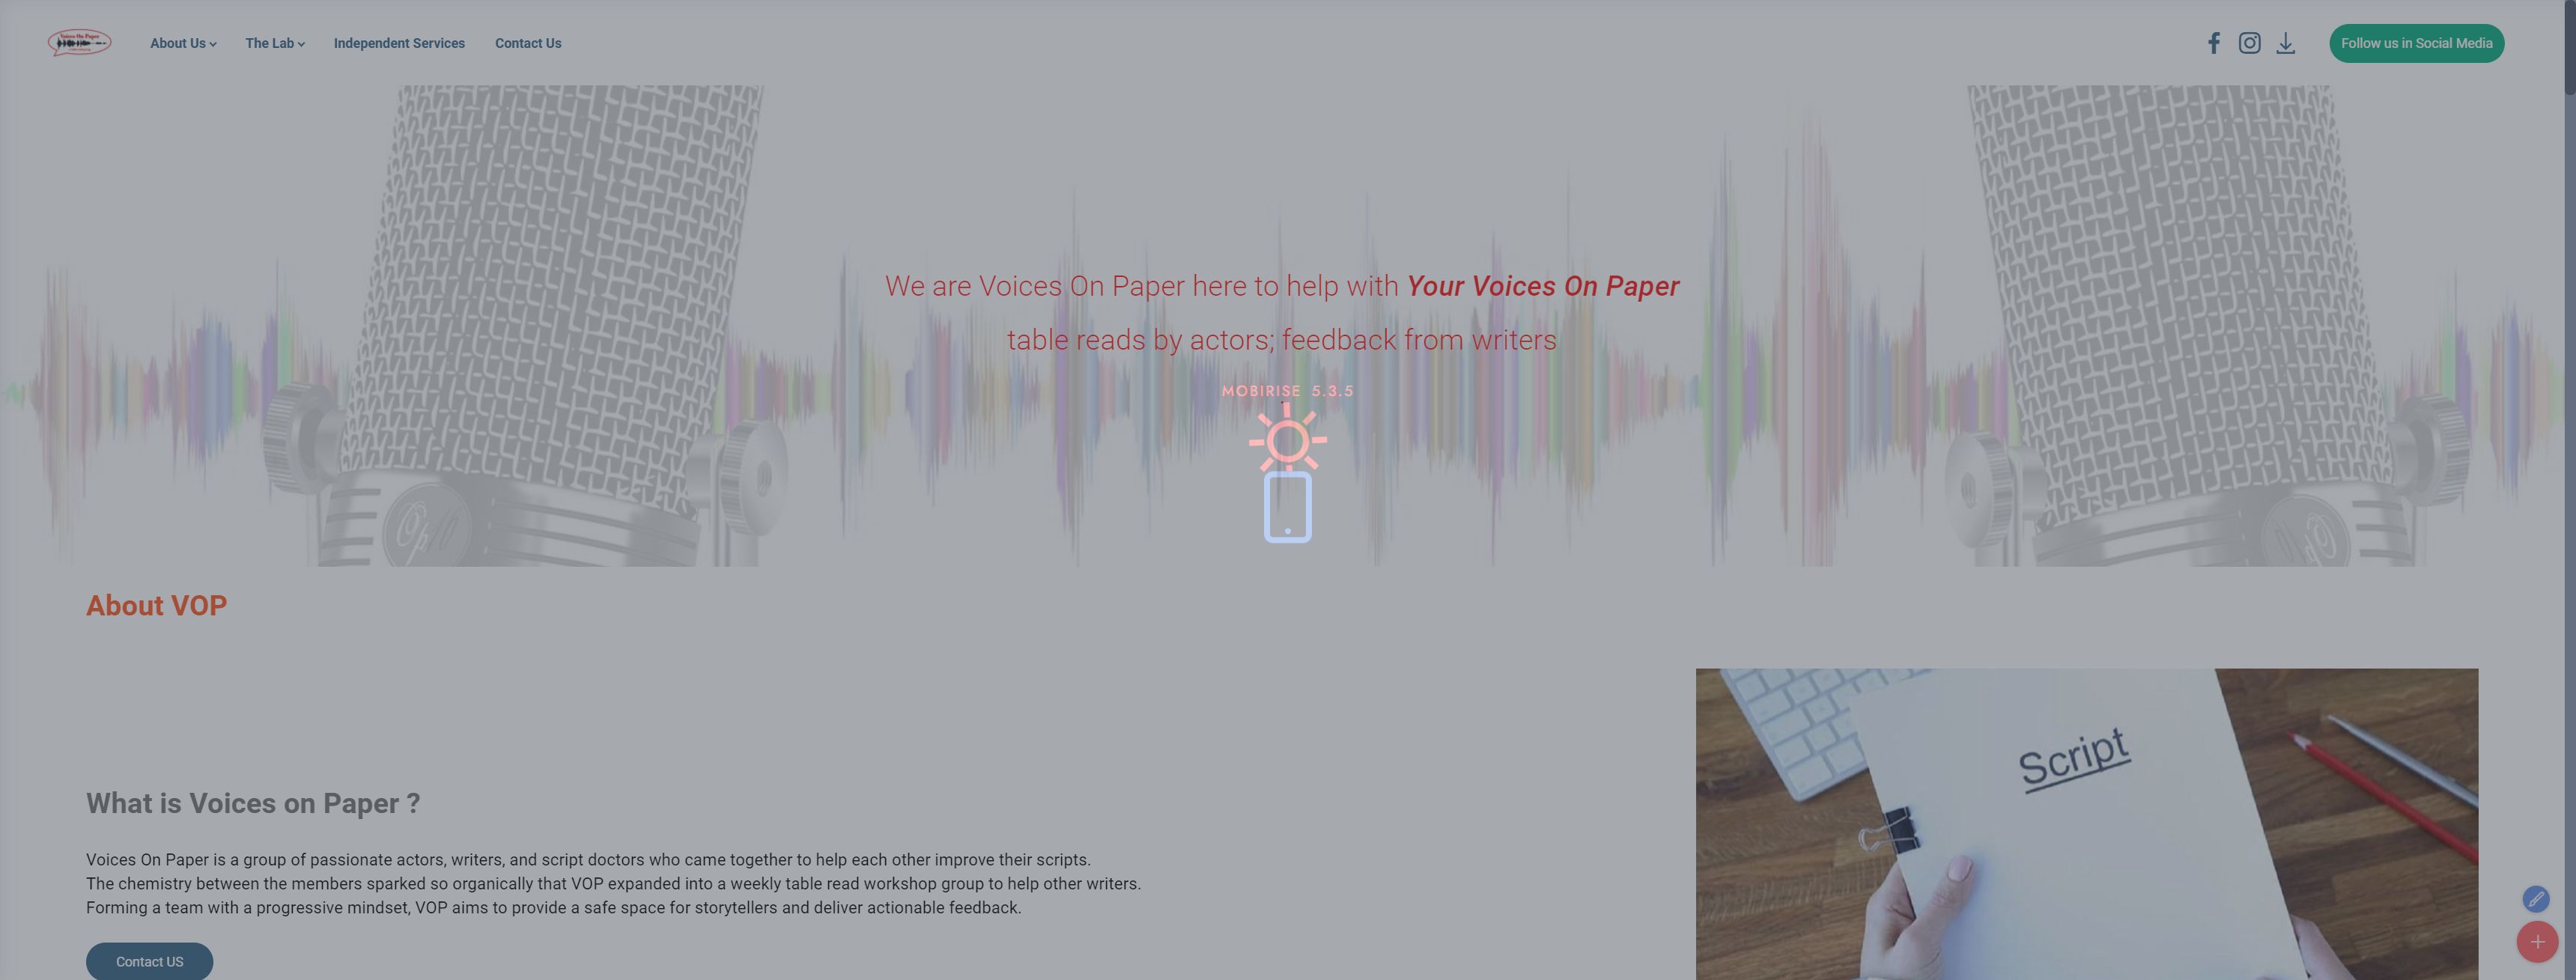 Voices On Paper
About Us
The Lab
Independent Services
Contact Us
Follow us in Social Media
We are Voices On Paper here to help with Your Voices On Paper
table reads by actors; feedback from writers
MOBIRISE 5.3.5
About VOP
Script
What is Voices on Paper ?
Voices On Paper is a group of passionate actors, writers, and script doctors who came together to help each other improve their scripts.
The chemistry between the members sparked so organically that VOP expanded into a weekly table read workshop group to help other writers.
Forming a team with a progressive mindset, VOP aims to provide a safe space for storytellers and deliver actionable feedback.
Contact US